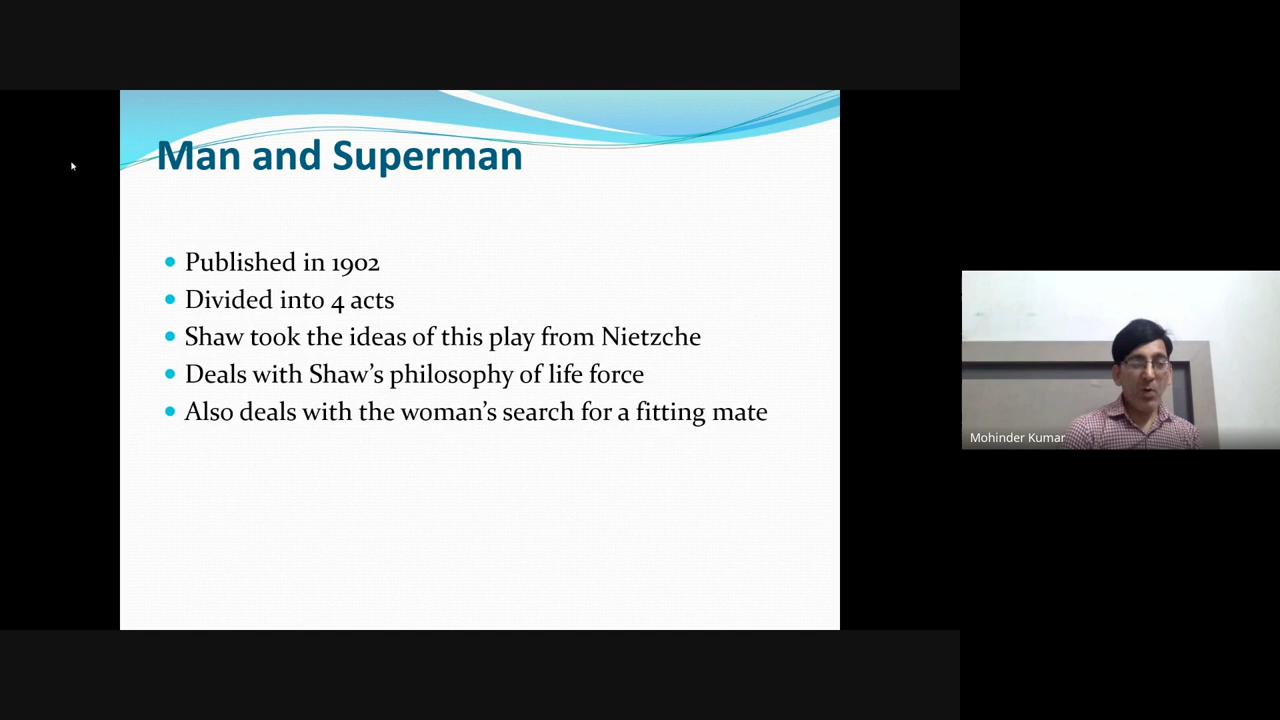 Man and Superman
Published in 1902
Divided into 4 acts
Shaw took the ideas of this play from Nietzche
Deals with Shaw's philosophy of life force
Also deals with the woman's search for a fitting mate
Mohinder Kumar